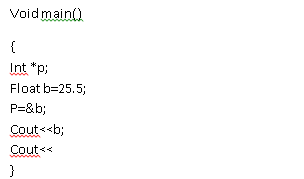 Void main()
{
Int *p;
Float b=25.5;
P=&b;
Cout<<b;
Cout<<
}